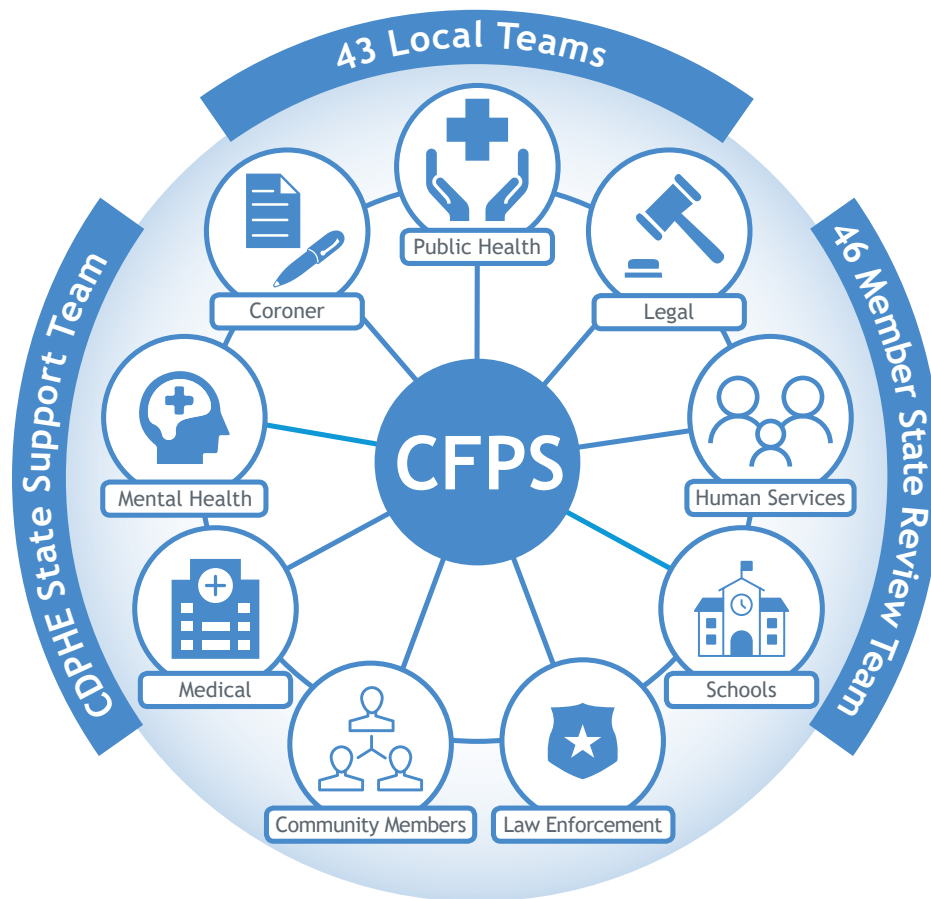 43 Local Teams
CDPHE State Support Team
46 Member State Review Team
Public Health
Coroner
Legal
CFPS
Mental Health
Human Services
Medical
Schools
Community Members
Law Enforcement